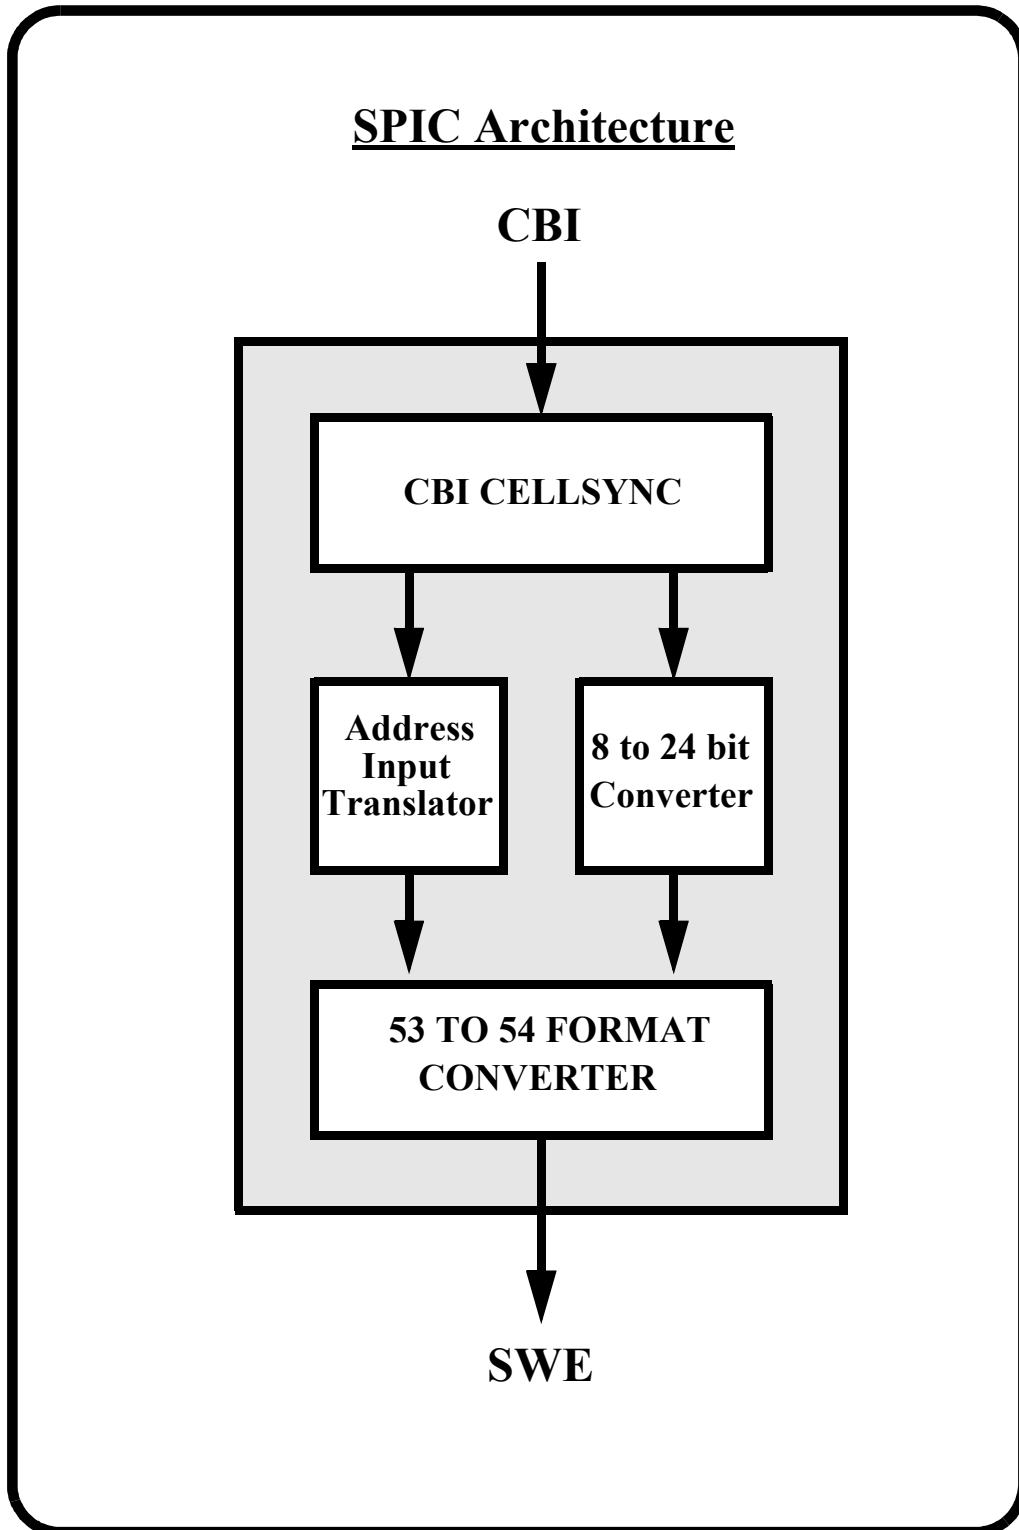 SPIC Architecture
CBI
CBI CELLSYNC
Address
Input
Translator
8 to 24 bit
Converter
53 TO 54 FORMAT
CONVERTER
SWE